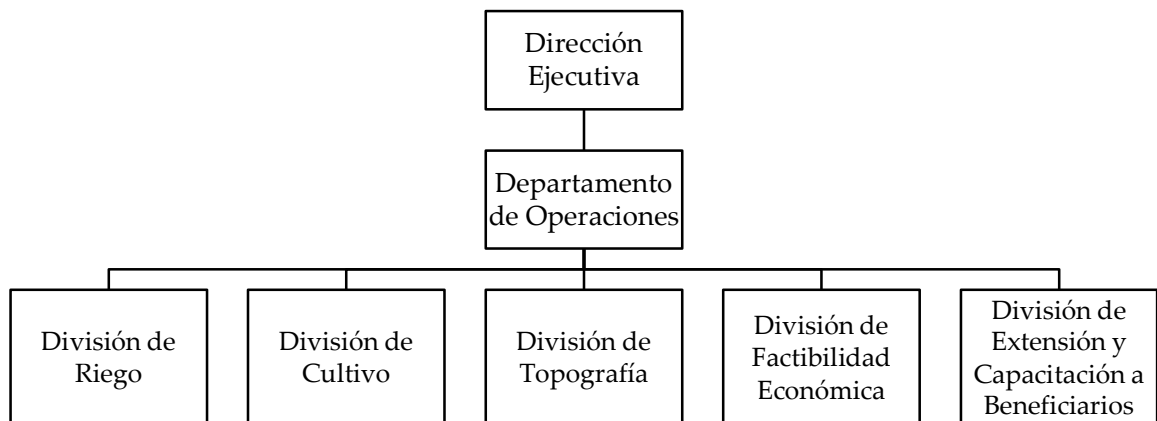 Dirección
Ejecutiva
Departamento
de Operaciones
División de
Riego
División de
Cultivo
División de
Topografía
División de
Factibilidad
Económica
División de
Extensión y
Capacitación a
Beneficiarios